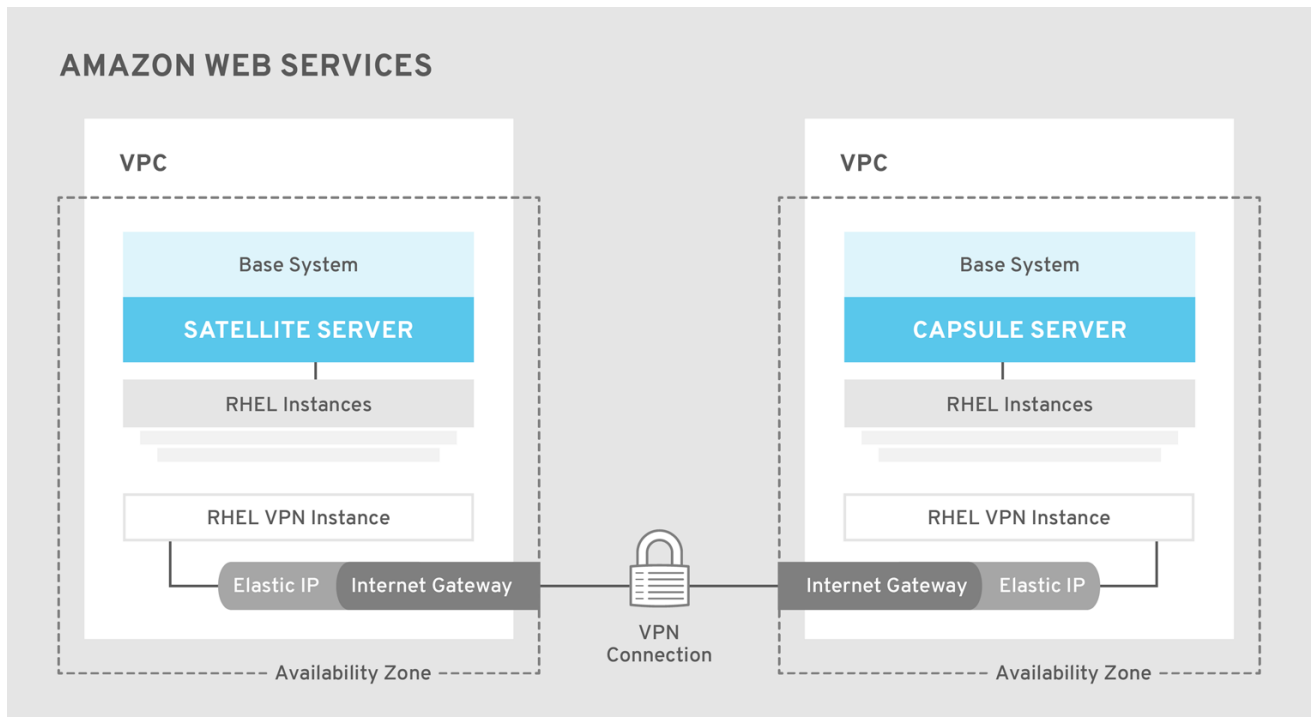 AMAZON WEB SERVICES
VPC
Base System
SATELLITE SERVER
RHEL Instances
RHEL VPN Instance
Elastic IP
Internet Gateway
Availability Zone
VPN
Connection
VPC
Base System
CAPSULE SERVER
RHEL Instances
RHEL VPN Instance
Internet Gateway
Elastic IP
Availability Zone